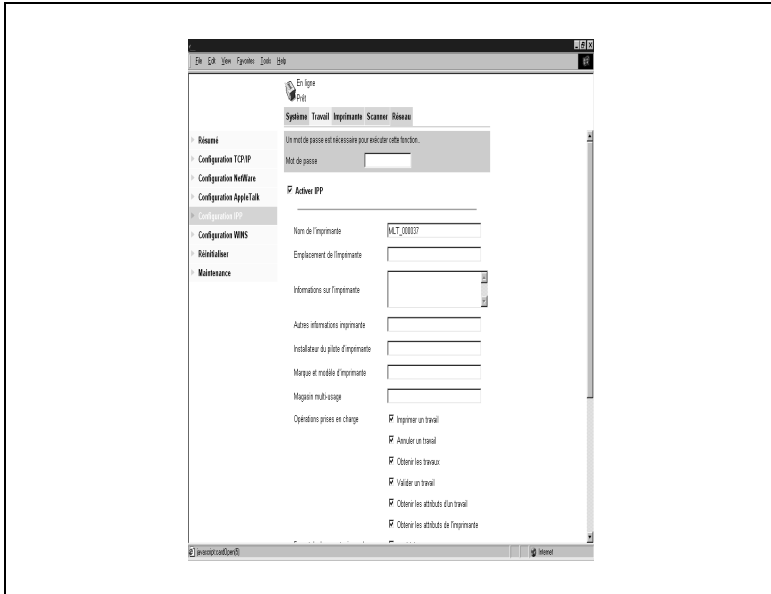 File Edit View Favorites Tools Help
En ligne
Prêt
Système Travail Imprimante Scanner Réseau
Résumé
Configuration TCP/IP
Configuration NetWare
Configuration AppleTalk
Configuration IPP
Configuration WINS
Réinitialiser
Maintenance
Un mot de passe est nécessaire pour exécuter cette fonction.
Mot de passe
Activer IPP
Nom de l'imprimante MLT_000037
Emplacement de l'imprimante
Informations sur l'imprimante
Autres informations imprimante
Installateur du pilote d'imprimante
Marque et modèle d'imprimante
Magasin multi-usage
Opérations prises en charge Imprimer un travail
Annuler un travail
Obtenir les travaux
Valider un travail
Obtenir les attributs d'un travail
Obtenir les attributs de l'imprimante
javascript:cardOpen(5) Internet